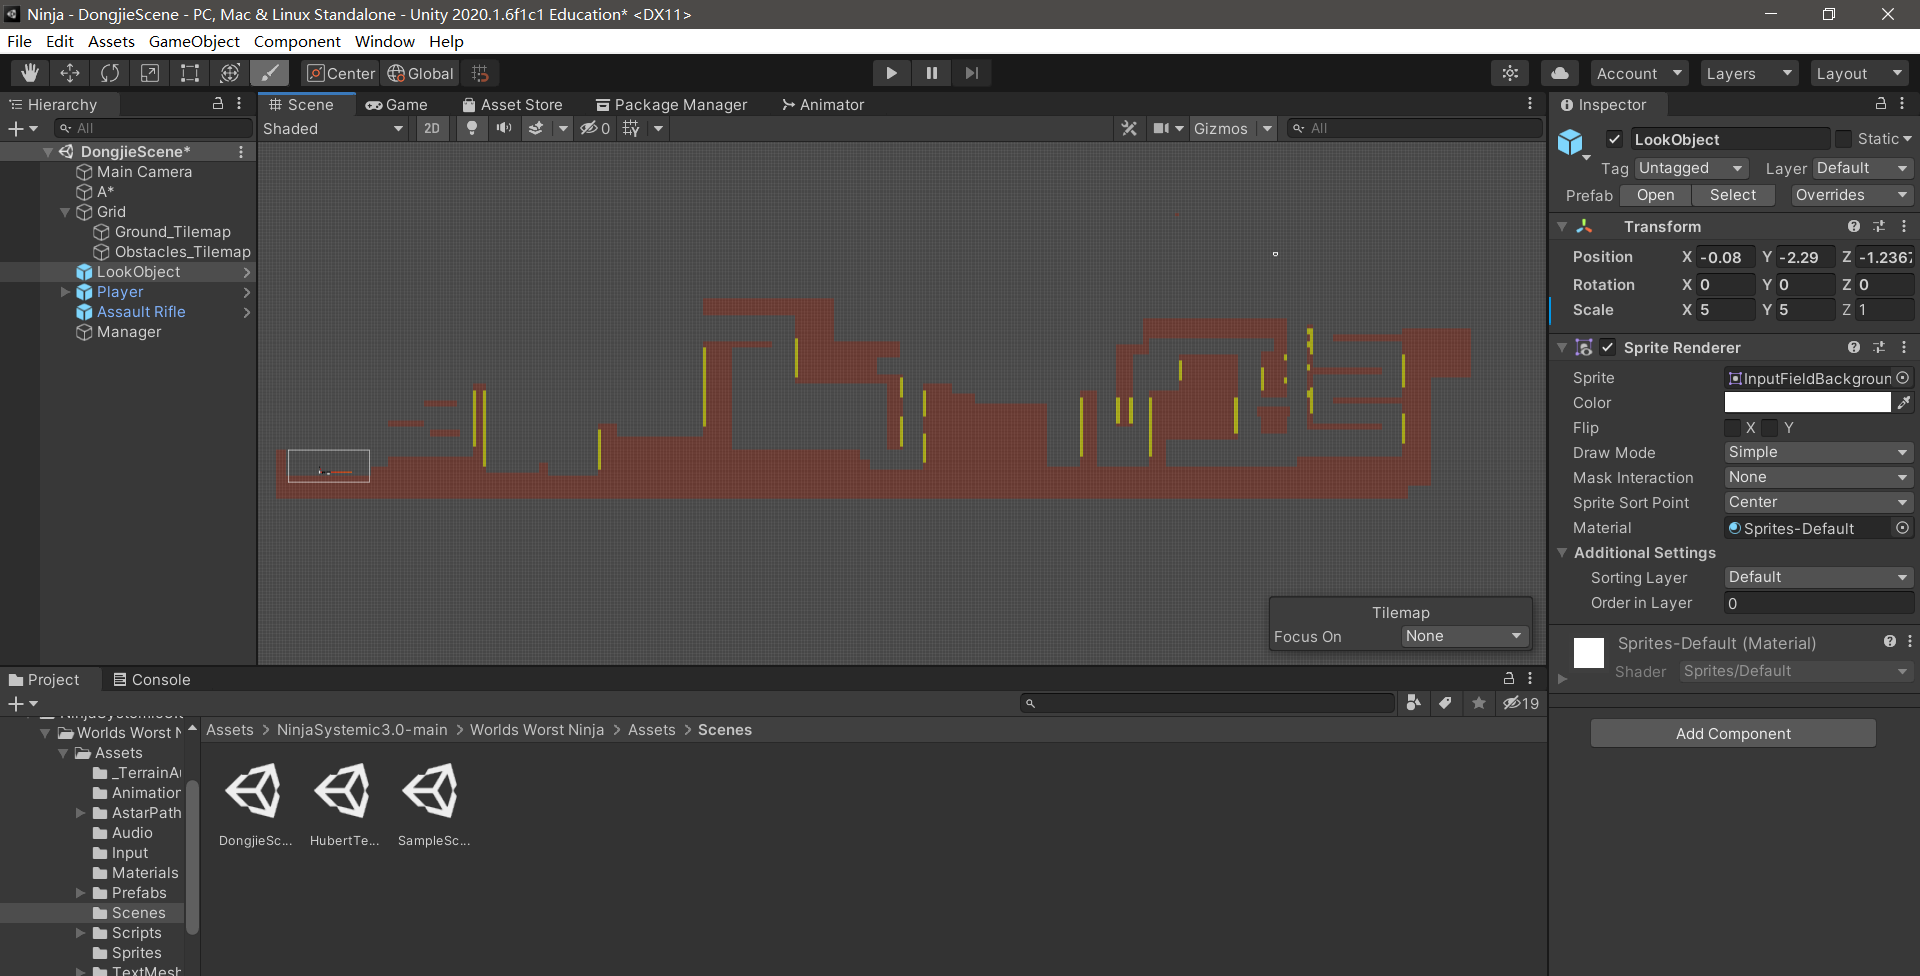 Ninja - DongjieScene - PC, Mac & Linux Standalone - Unity 2020.1.6f1c1 Education* <DX11>
File Edit Assets GameObject Component Window Help
Center Global
Account Layers Layout
Hierarchy
All
DongjieScene*
Main Camera
A*
Grid
Ground_Tilemap
Obstacles_Tilemap
LookObject
Player
Assault Rifle
Manager
Scene Game Asset Store Package Manager Animator
Shaded 2D 0 Gizmos All
Tilemap
Focus On None
Inspector
LookObject Static
Tag Untagged Layer Default
Prefab Open Select Overrides
Transform
Position X -0.08 Y -2.29 Z -1.236
Rotation X 0 Y 0 Z 0
Scale X 5 Y 5 Z 1
Sprite Renderer
Sprite InputFieldBackgroun
Color
Flip X Y
Draw Mode Simple
Mask Interaction None
Sprite Sort Point Center
Material Sprites-Default
Additional Settings
Sorting Layer Default
Order in Layer 0
Sprites-Default (Material)
Shader Sprites/Default
Add Component
Project Console
19
Worlds Worst N
Assets
_TerrainAu
Animation
AstarPath
Audio
Input
Materials
Prefabs
Scenes
Scripts
Sprites
TextMesh
Assets > NinjaSystemic3.0-main > Worlds Worst Ninja > Assets > Scenes
DongjieSc... HubertTe... SampleSc...